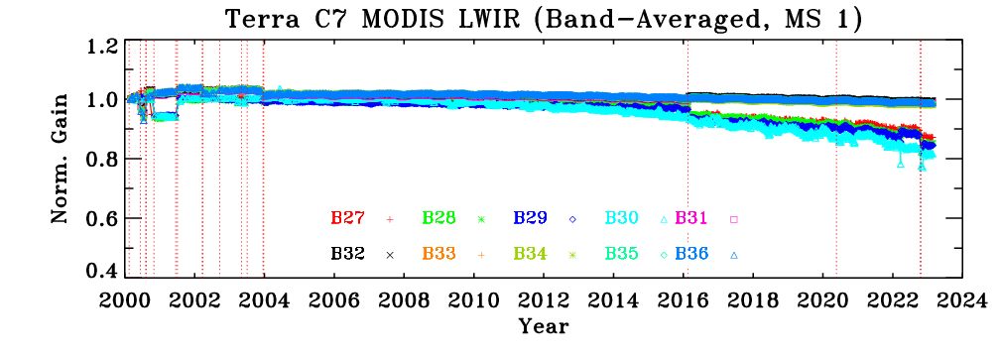 Terra C7 MODIS LWIR (Band-Averaged, MS 1)
1.2
1.0
0.8
0.6
0.4
Norm. Gain
B27 B28 B29 B30 B31
B32 B33 B34 B35 B36
2000 2002 2004 2006 2008 2010 2012 2014 2016 2018 2020 2022 2024
Year